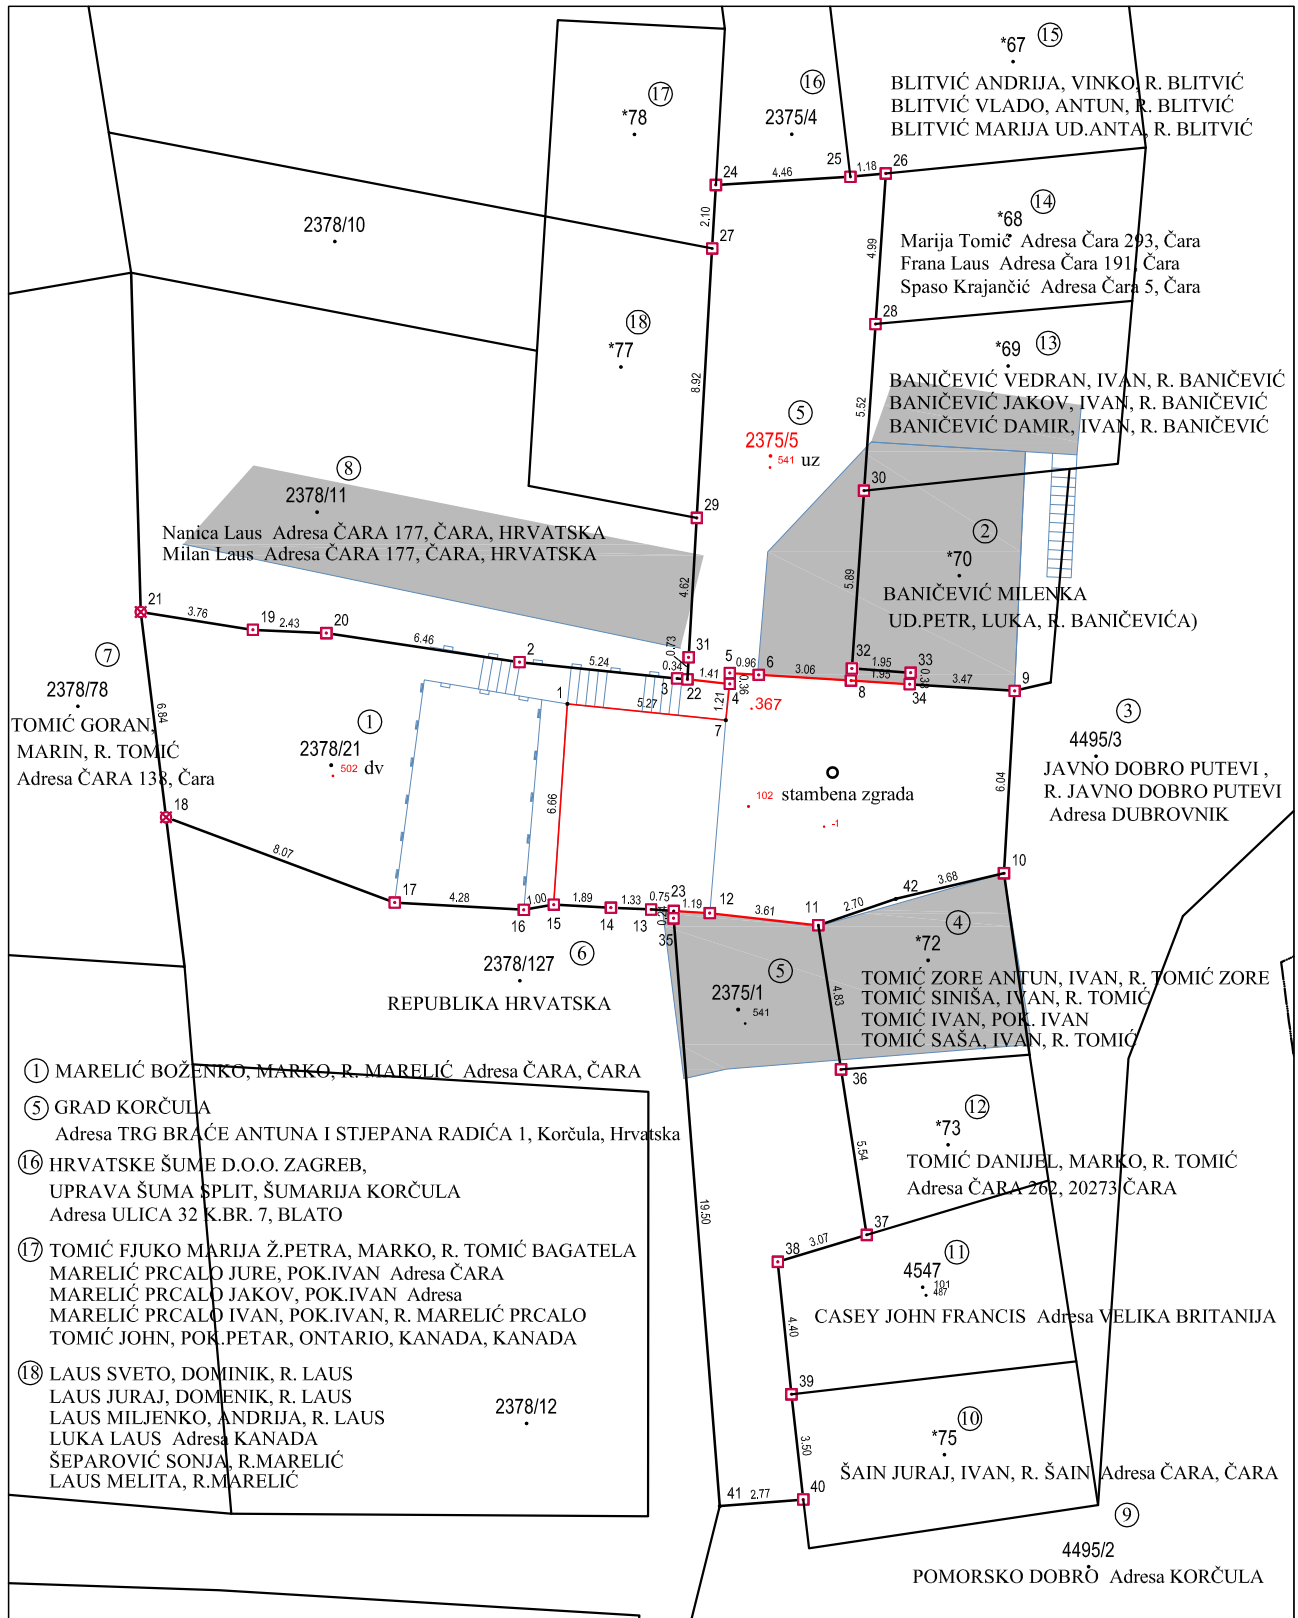 *67
15
BLITVIĆ ANDRIJA, VINKO, R. BLITVIĆ
BLITVIĆ VLADO, ANTUN, R. BLITVIĆ
BLITVIĆ MARIJA UD.ANTA, R. BLITVIĆ
17
*78
16
2375/4
24
4.46
25
1.18
26
2.10
27
2378/10
14
*68
4.99
Marija Tomić  Adresa Čara 293, Čara
Frana Laus  Adresa Čara 191, Čara
Spaso Krajančić  Adresa Čara 5, Čara
28
18
*77
8.92
13
*69
BANIČEVIĆ VEDRAN, IVAN, R. BANIČEVIĆ
BANIČEVIĆ JAKOV, IVAN, R. BANIČEVIĆ
BANIČEVIĆ DAMIR, IVAN, R. BANIČEVIĆ
5.52
5
2375/5
541 uz
30
8
2378/11
29
Nanica Laus  Adresa ČARA 177, ČARA, HRVATSKA
Milan Laus  Adresa ČARA 177, ČARA, HRVATSKA
4.62
2
*70
5.89
BANIČEVIĆ MILENKA
UD.PETR, LUKA, R. BANIČEVIĆA)
21
3.76
19
2.43
20
6.46
2
5.24
0.34
3
0.73
31
22
1.41
5
0.96
0.36
4
6
3.06
32
1.95
33
1.95
0.38
8
34
3.47
9
7
2378/78
TOMIĆ GORAN,
MARIN, R. TOMIĆ
Adresa ČARA 138, Čara
6.84
1
2378/21
502 dv
1
5.27
1.21
7
367
6.66
102 stambena zgrada
-1
3
4495/3
JAVNO DOBRO PUTEVI ,
R. JAVNO DOBRO PUTEVI
Adresa DUBROVNIK
6.04
18
8.07
17
4.28
16
1.00
15
1.89
14
1.33
13
0.75
23
35
1.19
12
3.61
11
2.70
42
3.68
10
6
2378/127
REPUBLIKA HRVATSKA
5
2375/1
541
4
*72
TOMIĆ ZORE ANTUN, IVAN, R. TOMIĆ ZORE
TOMIĆ SINIŠA, IVAN, R. TOMIĆ
TOMIĆ IVAN, POK. IVAN
TOMIĆ SAŠA, IVAN, R. TOMIĆ
4.83
36
1 MARELIĆ BOŽENKO, MARKO, R. MARELIĆ  Adresa ČARA, ČARA
5 GRAD KORČULA
Adresa TRG BRAĆE ANTUNA I STJEPANA RADIĆA 1, Korčula, Hrvatska
16 HRVATSKE ŠUME D.O.O. ZAGREB,
UPRAVA ŠUMA SPLIT, ŠUMARIJA KORČULA
Adresa ULICA 32 K.BR. 7, BLATO
17 TOMIĆ FJUKO MARIJA Ž.PETRA, MARKO, R. TOMIĆ BAGATELA
MARELIĆ PRCALO JURE, POK.IVAN  Adresa ČARA
MARELIĆ PRCALO JAKOV, POK.IVAN  Adresa
MARELIĆ PRCALO IVAN, POK.IVAN, R. MARELIĆ PRCALO
TOMIĆ JOHN, POK.PETAR, ONTARIO, KANADA, KANADA
18 LAUS SVETO, DOMINIK, R. LAUS
LAUS JURAJ, DOMENIK, R. LAUS
LAUS MILJENKO, ANDRIJA, R. LAUS
LUKA LAUS  Adresa KANADA
ŠEPAROVIĆ SONJA, R.MARELIĆ
LAUS MELITA, R.MARELIĆ
2378/12
19.50
12
*73
5.54
TOMIĆ DANIJEL, MARKO, R. TOMIĆ
Adresa ČARA 262, 20273 ČARA
37
3.07
38
11
4547
101
487
CASEY JOHN FRANCIS  Adresa VELIKA BRITANIJA
4.40
39
10
*75
ŠAIN JURAJ, IVAN, R. ŠAIN  Adresa ČARA, ČARA
3.50
41
2.77
40
9
4495/2
POMORSKO DOBRO  Adresa KORČULA